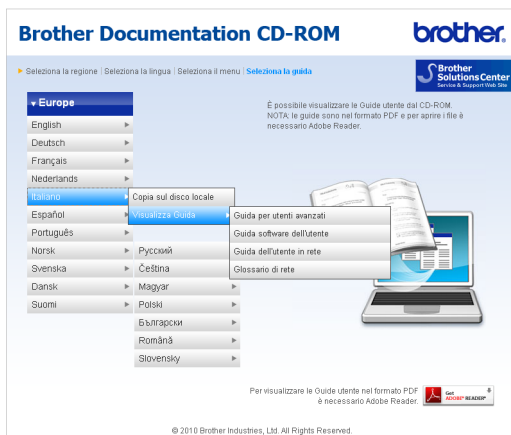 Brother Documentation CD-ROM
brother
Seleziona la regione | Seleziona la lingua | Seleziona il menu | Seleziona la guida
Brother
Solutions Center
Service & Support Web Site
Europe
È possibile visualizzare le Guide utente dal CD-ROM.
NOTA: le guide sono nel formato PDF e per aprire i file è
necessario Adobe Reader.
English
Deutsch
Français
Nederlands
Italiano
Copia sul disco locale
Español
Visualizza Guida
Guida per utenti avanzati
Português
Guida software dell'utente
Norsk
Русский
Guida dell'utente in rete
Svenska
Čeština
Glossario di rete
Dansk
Magyar
Suomi
Polski
Български
Română
Slovensky
Per visualizzare le Guide utente nel formato PDF
è necessario Adobe Reader.
Get
ADOBE® READER®
© 2010 Brother Industries, Ltd. All Rights Reserved.